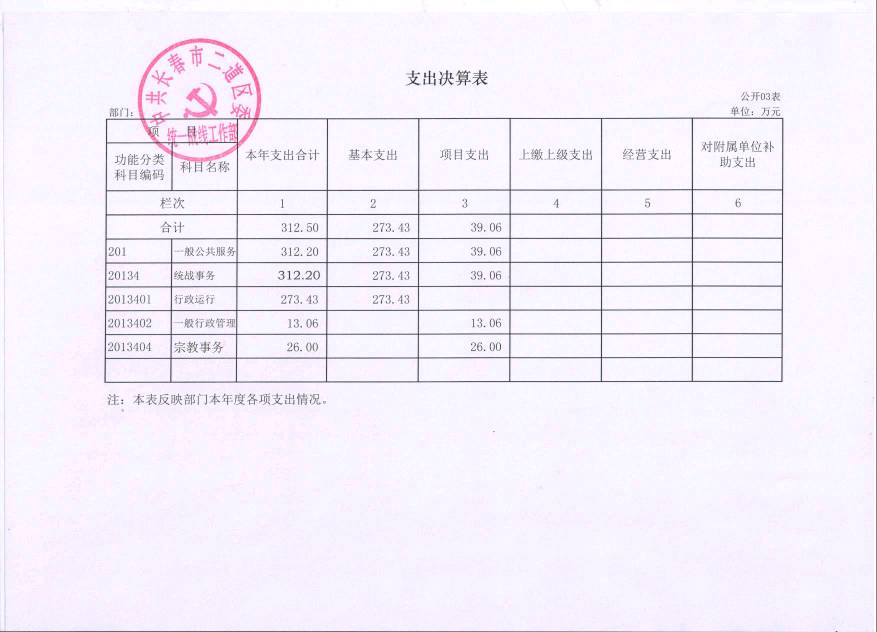 中共长春市二道区委
统一战线工作部
支出决算表
公开03表
部门：
单位：万元
项 目 本年支出合计 基本支出 项目支出 上缴上级支出 经营支出 对附属单位补助支出
功能分类科目编码 科目名称
栏次 1 2 3 4 5 6
合计 312.50 273.43 39.06
201 一般公共服务 312.20 273.43 39.06
20134 统战事务 312.20 273.43 39.06
2013401 行政运行 273.43 273.43
2013402 一般行政管理 13.06 13.06
2013404 宗教事务 26.00 26.00
注：本表反映部门本年度各项支出情况。